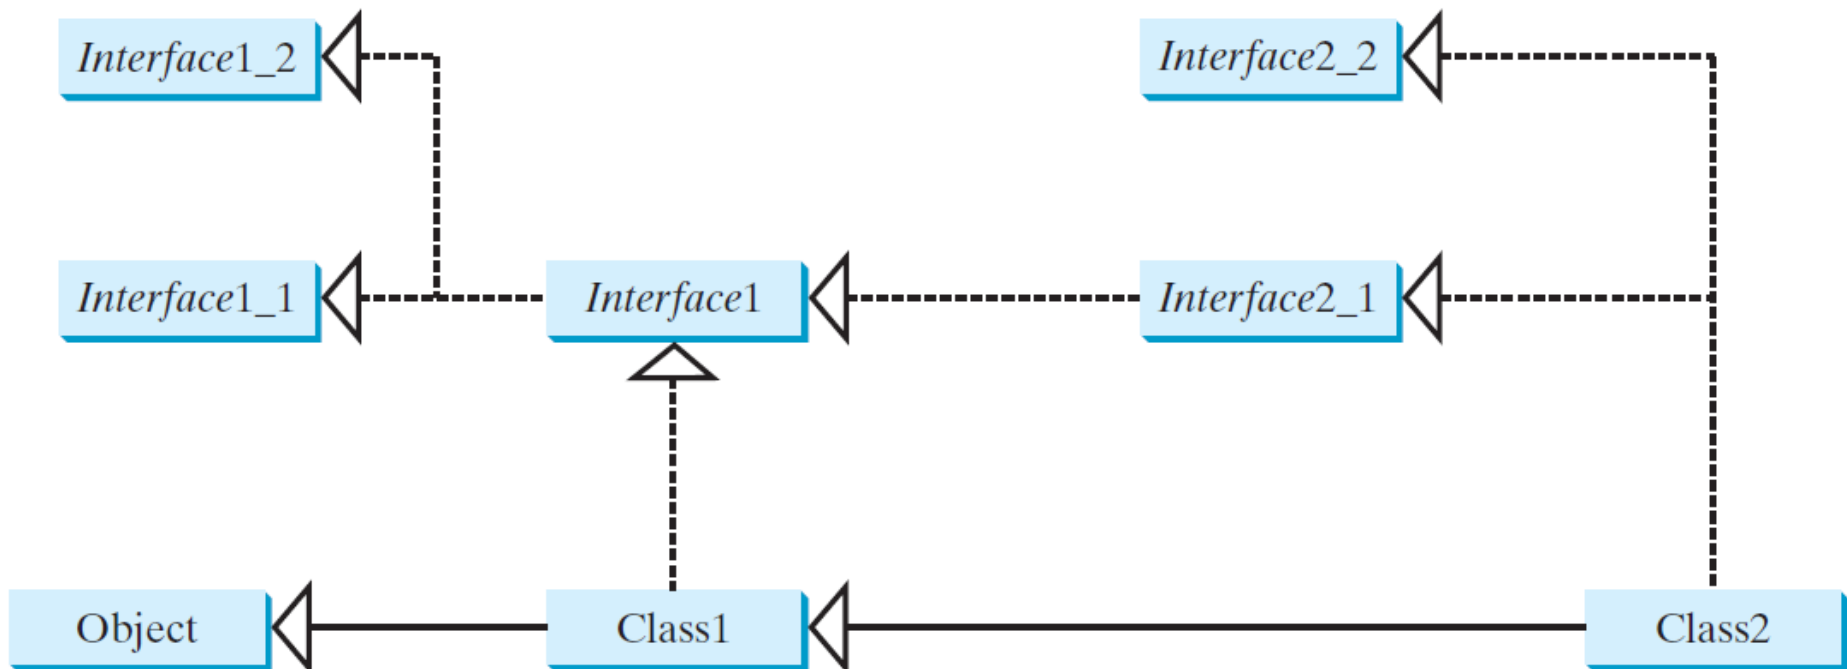 Interface1_2
Interface2_2
Interface1_1
Interface1
Interface2_1
Object
Class1
Class2